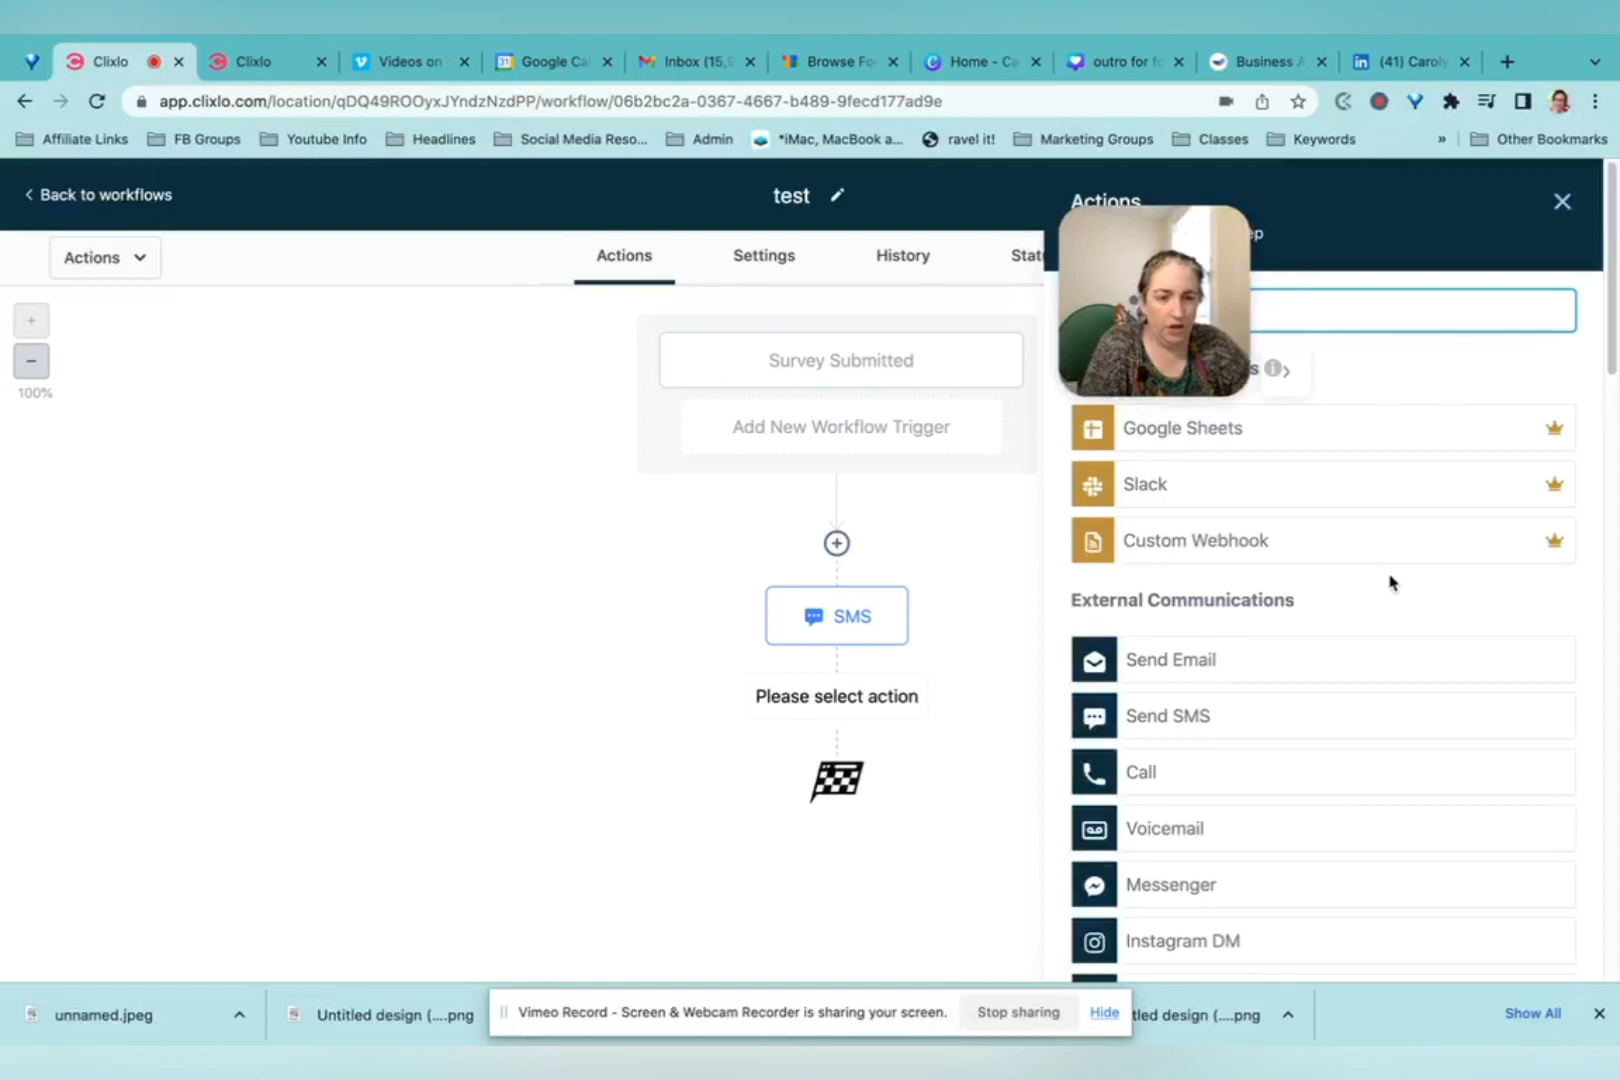 Clixlo
Clixlo
Videos on
31
Google Ca
Inbox (15,9
Browse Fo
Home - Ca
outro for fo
Business A
in (41) Caroly
app.clixlo.com/location/qDQ49ROOyxJYndzNzdPP/workflow/06b2bc2a-0367-4667-b489-9fecd177ad9e
Affiliate Links
FB Groups
Youtube Info
Headlines
Social Media Reso...
Admin
*iMac, MacBook a...
ravel it!
Marketing Groups
Classes
Keywords
»
Other Bookmarks
Back to workflows
test
Actions
ep
Actions
Actions
Settings
History
Stat
100%
Survey Submitted
Add New Workflow Trigger
SMS
Please select action
s
Google Sheets
Slack
Custom Webhook
External Communications
Send Email
Send SMS
Call
Voicemail
Messenger
Instagram DM
unnamed.jpeg
Untitled design (....png
Vimeo Record - Screen & Webcam Recorder is sharing your screen.
Stop sharing
Hide
tled design (....png
Show All